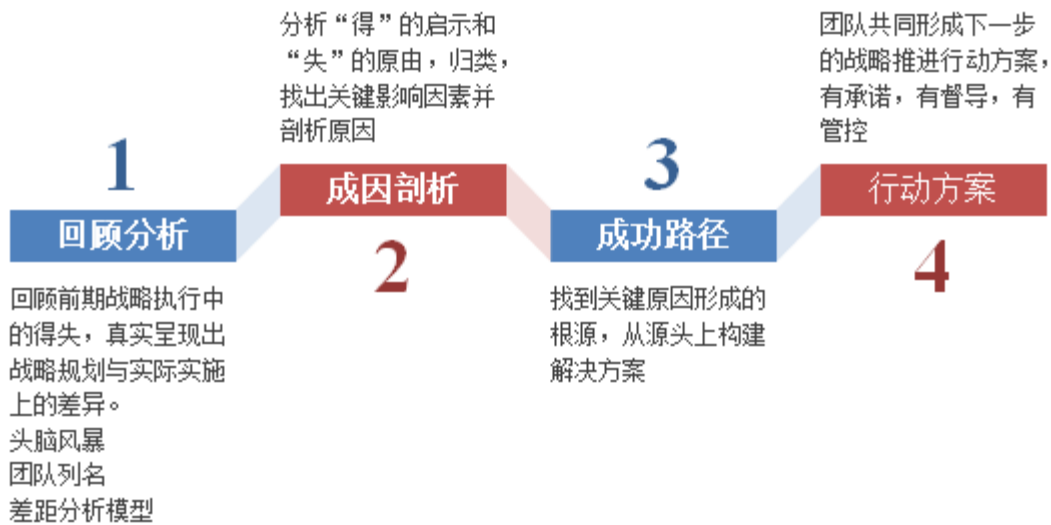 1
回顾分析
回顾前期战略执行中
的得失，真实呈现出
战略规划与实际实施
上的差异。
头脑风暴
团队列名
差距分析模型
分析“得”的启示和
“失”的原由，归类，
找出关键影响因素并
剖析原因
成因剖析
2
3
成功路径
找到关键原因形成的
根源，从源头上构建
解决方案
团队共同形成下一步
的战略推进行动方案，
有承诺，有督导，有
管控
行动方案
4